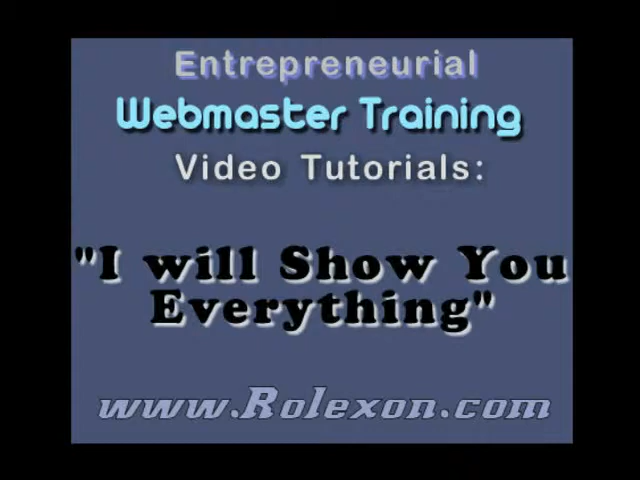 Entrepreneurial
Webmaster Training
Video Tutorials:
"I will Show You
Everything"
www.Rolexon.com